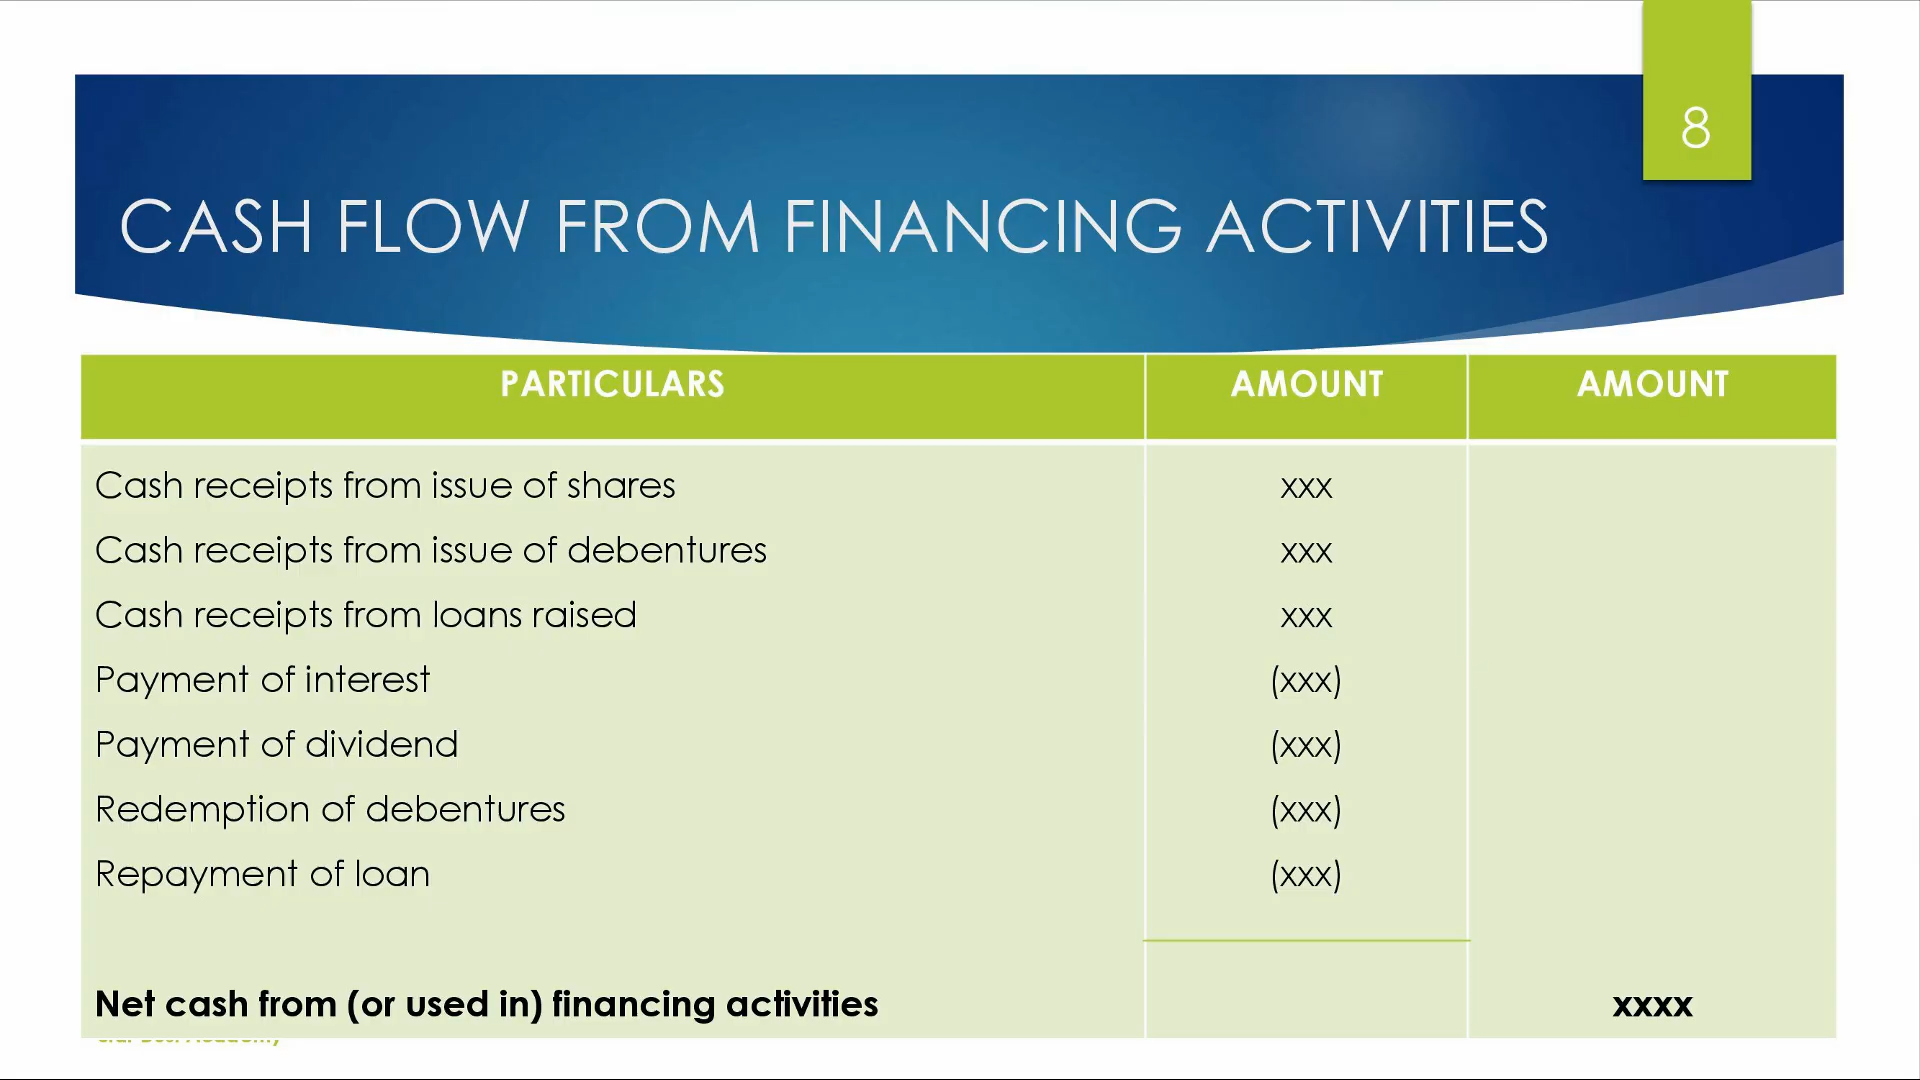 8
CASH FLOW FROM FINANCING ACTIVITIES
PARTICULARS AMOUNT AMOUNT
Cash receipts from issue of shares xxx
Cash receipts from issue of debentures xxx
Cash receipts from loans raised xxx
Payment of interest (xxx)
Payment of dividend (xxx)
Redemption of debentures (xxx)
Repayment of loan (xxx)
Net cash from (or used in) financing activities xxxx